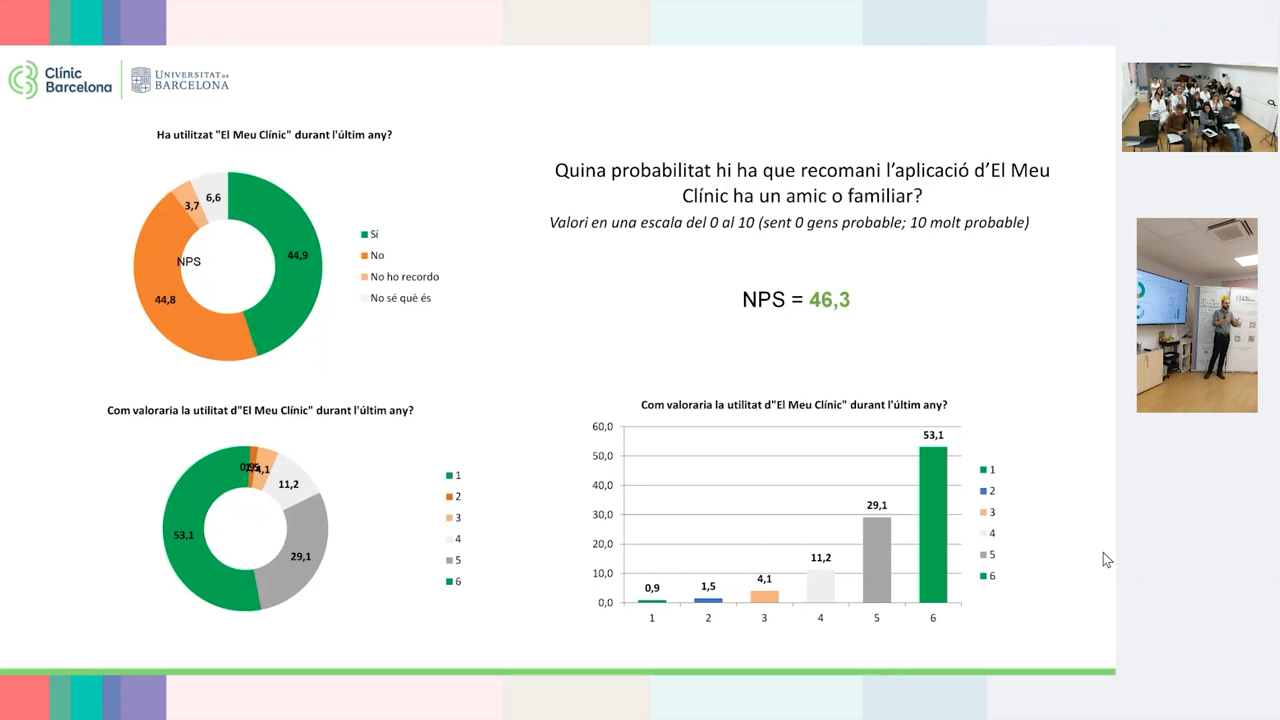 Clínic
Barcelona
UNIVERSITAT DE
BARCELONA
Ha utilitzat "El Meu Clínic" durant l'últim any?
6,6
3,7
44,9
NPS
44,8
Sí
No
No ho recordo
No sé què és
Quina probabilitat hi ha que recomani l'aplicació d'El Meu
Clínic ha un amic o familiar?
Valori en una escala del 0 al 10 (sent 0 gens probable; 10 molt probable)
NPS = 46,3
Com valoraria la utilitat d"El Meu Clínic" durant l'últim any?
4,1
11,2
53,1
29,1
1
2
3
4
5
6
Com valoraria la utilitat d"El Meu Clínic" durant l'últim any?
60,0
50,0
40,0
30,0
20,0
10,0
0,0
0,9
1,5
4,1
11,2
29,1
53,1
1
2
3
4
5
6
1
2
3
4
5
6